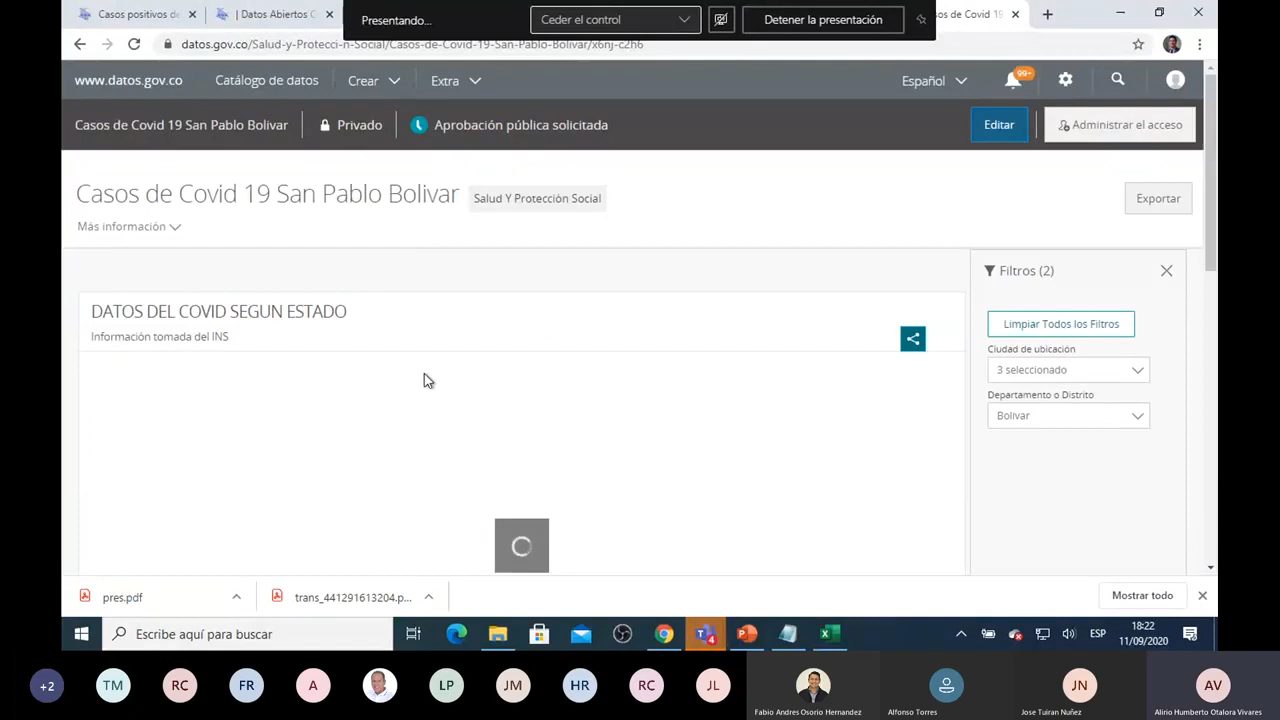 Casos positivos de
| Datos Abiertos C
Presentando...
Ceder el control
Detener la presentación
os de Covid 19
datos.gov.co/Salud-y-Protecci-n-Social/Casos-de-Covid-19-San-Pablo-Bolivar/x6nj-c2h6
www.datos.gov.co
Catálogo de datos
Crear
Extra
Español
99+
Casos de Covid 19 San Pablo Bolivar
Privado
Aprobación pública solicitada
Editar
Administrar el acceso
Casos de Covid 19 San Pablo Bolivar
Salud Y Protección Social
Exportar
Más información
Filtros (2)
DATOS DEL COVID SEGUN ESTADO
Información tomada del INS
Limpiar Todos los Filtros
Ciudad de ubicación
3 seleccionado
Departamento o Distrito
Bolívar
pres.pdf
trans_441291613204.p...
Mostrar todo
Escribe aquí para buscar
4
ESP
18:22
11/09/2020
+2
TM
RC
FR
A
LP
JM
HR
RC
JL
JN
AV
Fabio Andres Osorio Hernandez
Alfonso Torres
Jose Tuiran Nuñez
Alirio Humberto Otalora Vivares